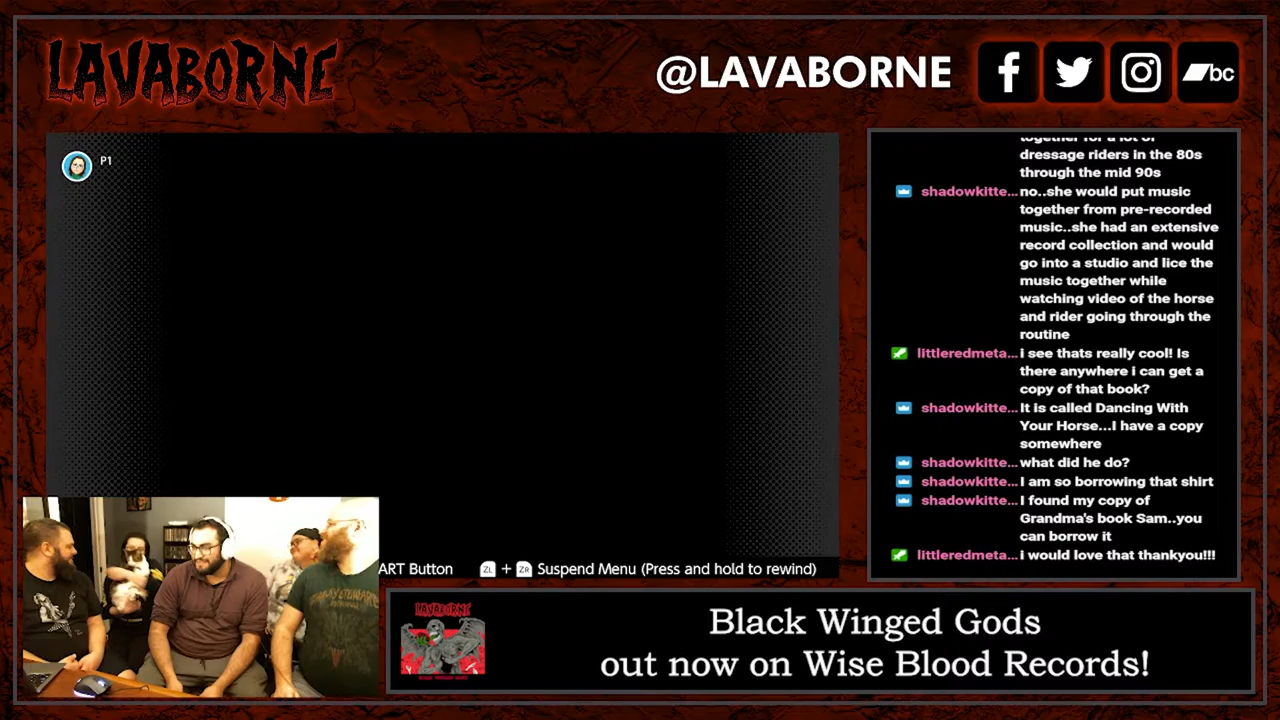 LAVABORNE
@LAVABORNE
bc
P1
together for a lot of
dressage riders in the 80s
through the mid 90s
shadowkitte... no..she would put music
together from pre-recorded
music..she had an extensive
record collection and would
go into a studio and lice the
music together while
watching video of the horse
and rider going through the
routine
littleredmeta... i see thats really cool! Is
there anywhere i can get a
copy of that book?
shadowkitte... It is called Dancing With
Your Horse...I have a copy
somewhere
shadowkitte... what did he do?
shadowkitte... I am so borrowing that shirt
shadowkitte... I found my copy of
Grandma's book Sam..you
can borrow it
littleredmeta... i would love that thankyou!!!
ART Button ZL + ZR Suspend Menu (Press and hold to rewind)
LAVABORNE
BLACK WINGED GODS
Black Winged Gods
out now on Wise Blood Records!